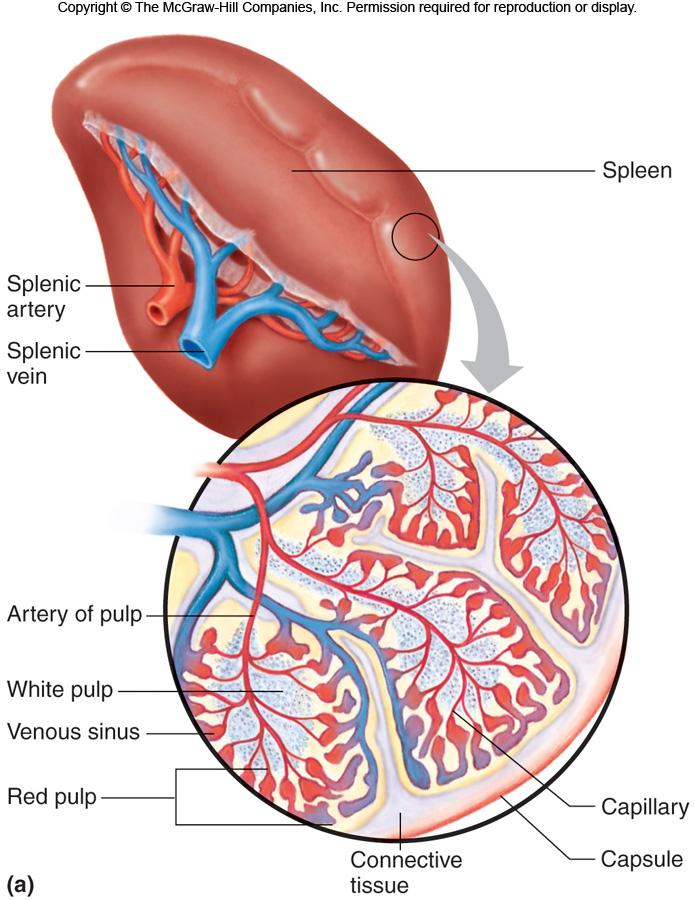 Copyright © The McGraw-Hill Companies, Inc. Permission required for reproduction or display.
Spleen
Splenic
artery
Splenic
vein
Artery of pulp
White pulp
Venous sinus
Red pulp
Capillary
Capsule
Connective
tissue
(a)